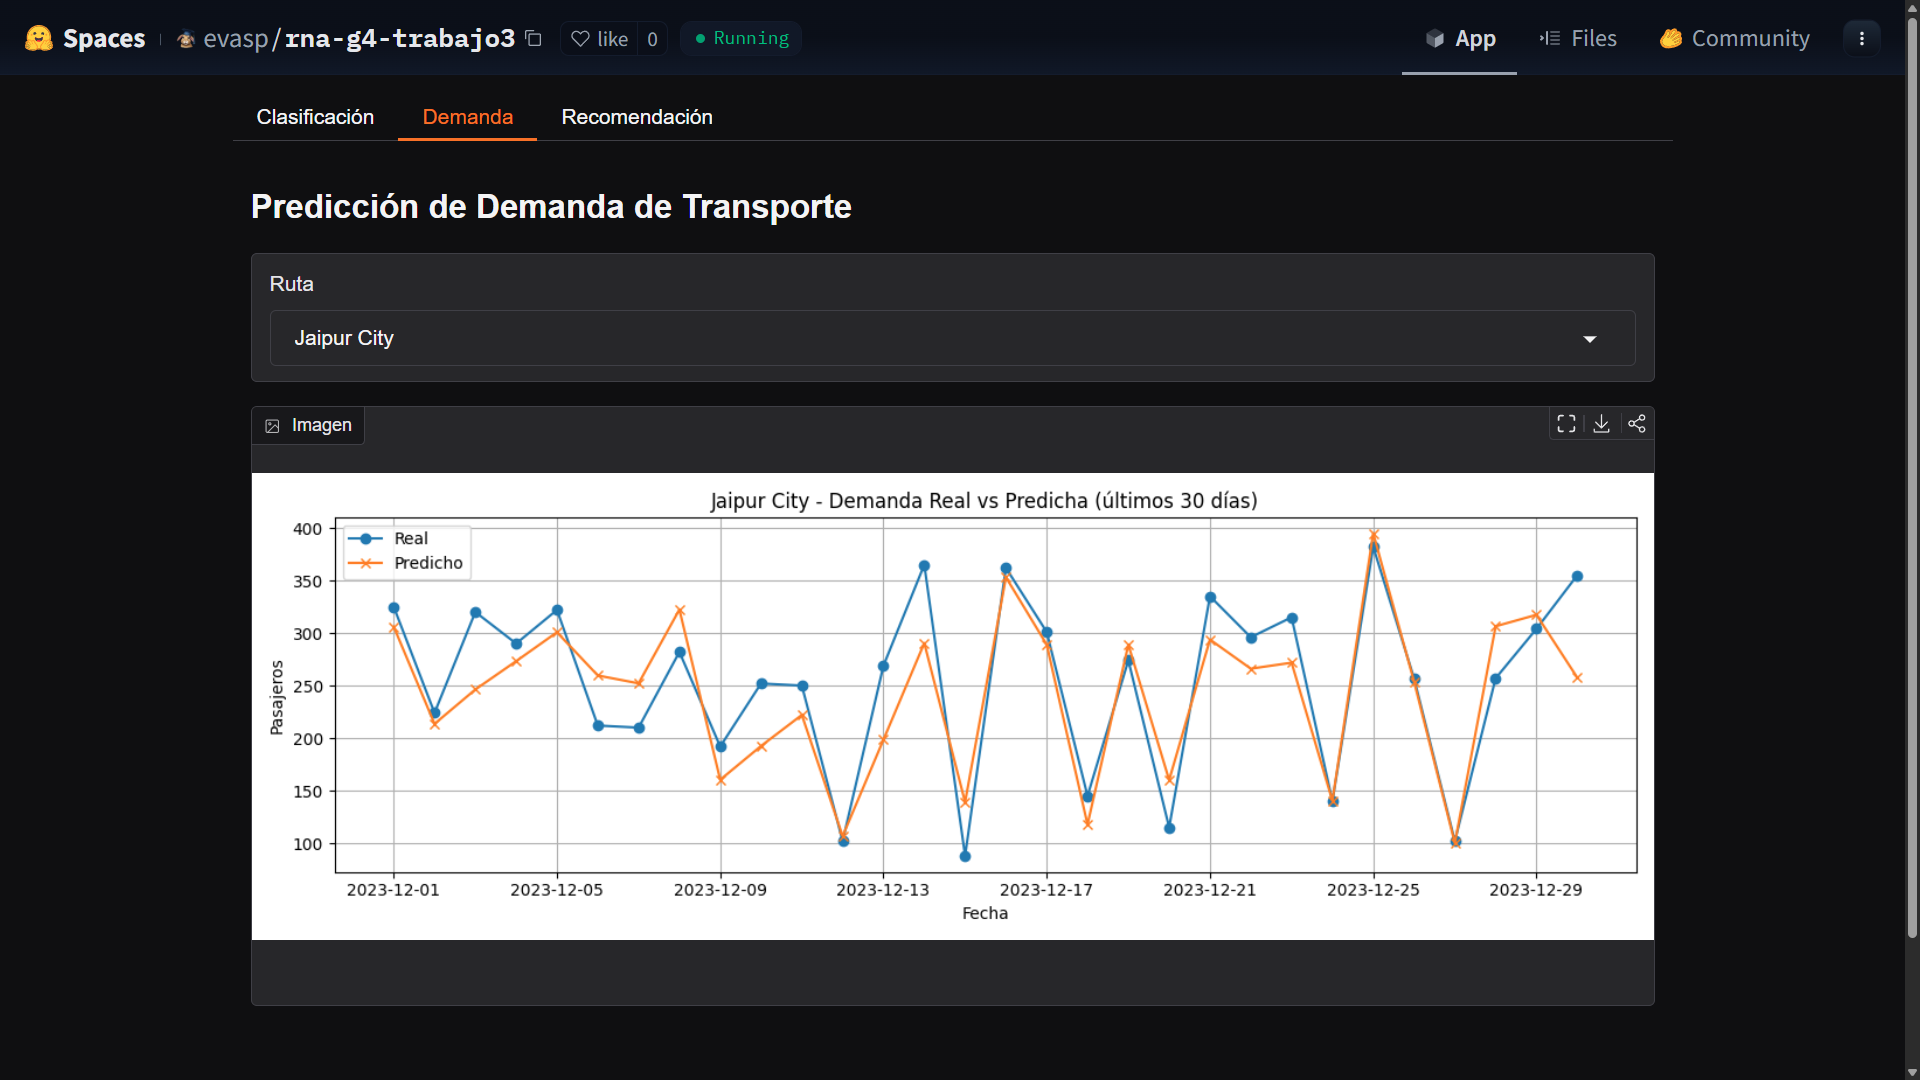 Spaces evasp/rna-g4-trabajo3 like 0 Running App Files Community
Clasificación Demanda Recomendación
Predicción de Demanda de Transporte
Ruta
Jaipur City
Imagen
Jaipur City - Demanda Real vs Predicha (últimos 30 días)
Real
Predicho
400
350
300
250
200
150
100
Pasajeros
2023-12-01 2023-12-05 2023-12-09 2023-12-13 2023-12-17 2023-12-21 2023-12-25 2023-12-29
Fecha